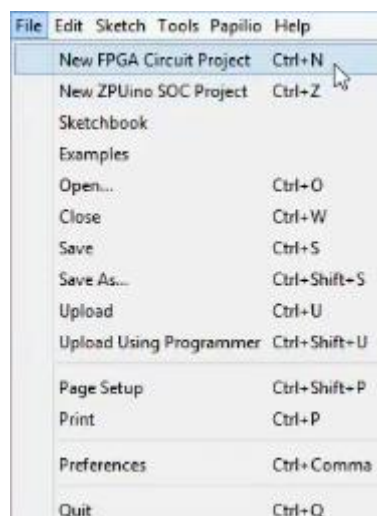 File Edit Sketch Tools Papilio Help
New FPGA Circuit Project Ctrl+N
New ZPUino SOC Project Ctrl+Z
Sketchbook
Examples
Open... Ctrl+O
Close Ctrl+W
Save Ctrl+S
Save As... Ctrl+Shift+S
Upload Ctrl+U
Upload Using Programmer Ctrl+Shift+U
Page Setup Ctrl+Shift+P
Print Ctrl+P
Preferences Ctrl+Comma
Quit Ctrl+Q